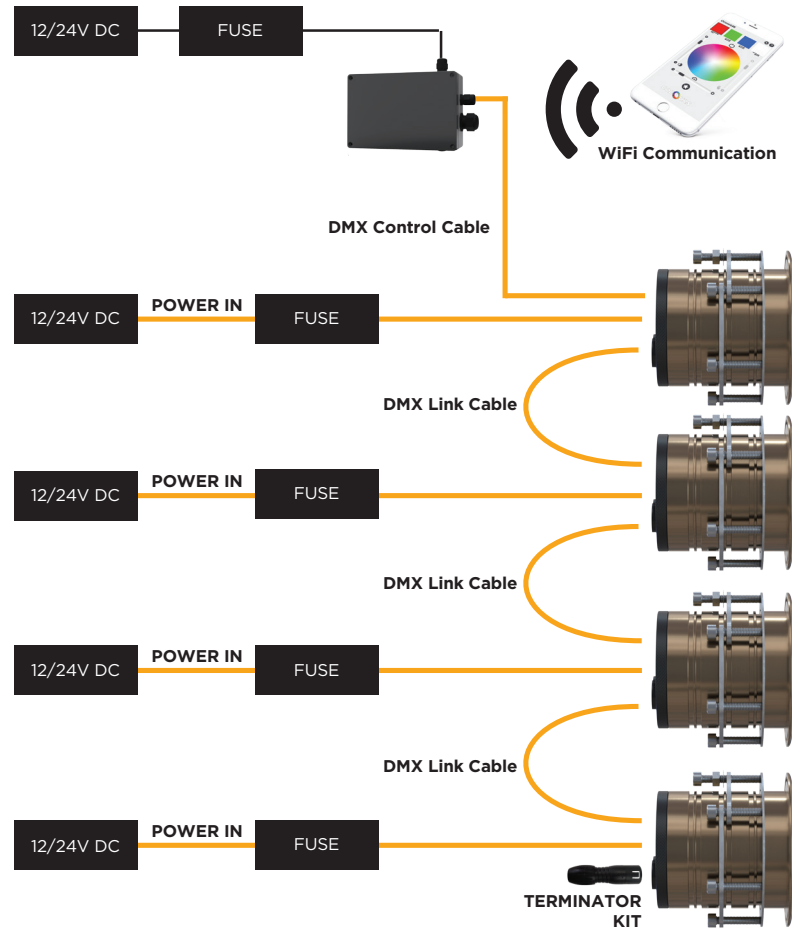 12/24V DC
FUSE
WiFi Communication
DMX Control Cable
12/24V DC
POWER IN
FUSE
DMX Link Cable
12/24V DC
POWER IN
FUSE
DMX Link Cable
12/24V DC
POWER IN
FUSE
DMX Link Cable
12/24V DC
POWER IN
FUSE
TERMINATOR
KIT